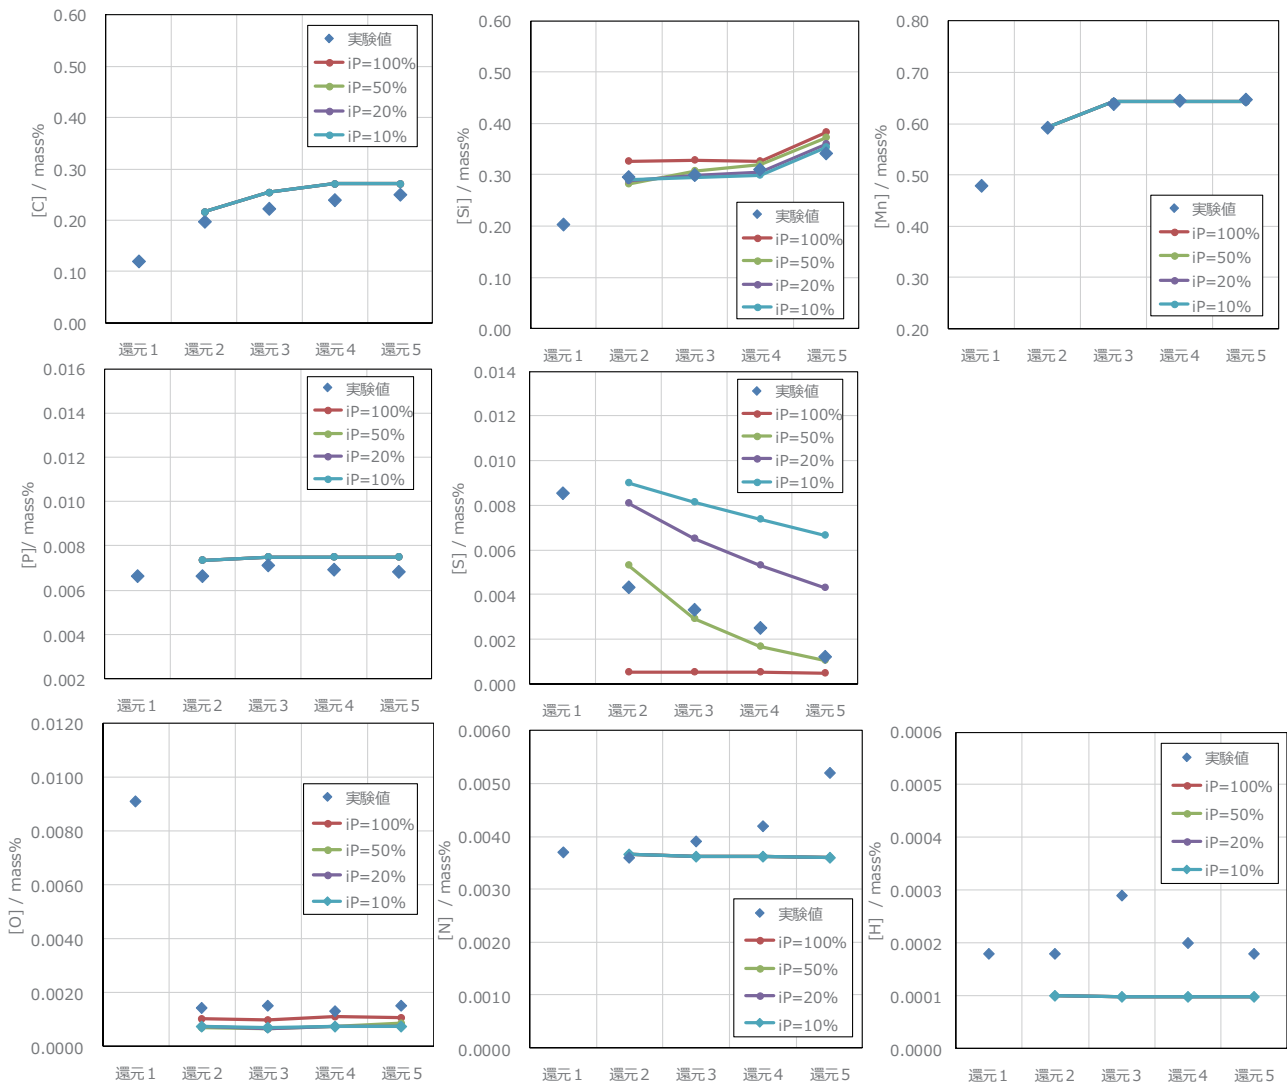 [C] / mass%
0.60
0.50
0.40
0.30
0.20
0.10
0.00
実験値
iP=100%
iP=50%
iP=20%
iP=10%
還元1 還元2 還元3 還元4 還元5
[Si] / mass%
0.60
0.50
0.40
0.30
0.20
0.10
0.00
実験値
iP=100%
iP=50%
iP=20%
iP=10%
還元1 還元2 還元3 還元4 還元5
[Mn] / mass%
0.80
0.70
0.60
0.50
0.40
0.30
0.20
実験値
iP=100%
iP=50%
iP=20%
iP=10%
還元1 還元2 還元3 還元4 還元5
[P]/ mass%
0.016
0.014
0.012
0.010
0.008
0.006
0.004
0.002
実験値
iP=100%
iP=50%
iP=20%
iP=10%
還元1 還元2 還元3 還元4 還元5
[S]/ mass%
0.014
0.012
0.010
0.008
0.006
0.004
0.002
0.000
実験値
iP=100%
iP=50%
iP=20%
iP=10%
還元1 還元2 還元3 還元4 還元5
[O] / mass%
0.0120
0.0100
0.0080
0.0060
0.0040
0.0020
0.0000
実験値
iP=100%
iP=50%
iP=20%
iP=10%
還元1 還元2 還元3 還元4 還元5
[N] / mass%
0.0060
0.0050
0.0040
0.0030
0.0020
0.0010
0.0000
実験値
iP=100%
iP=50%
iP=20%
iP=10%
還元1 還元2 還元3 還元4 還元5
[H] / mass%
0.0006
0.0005
0.0004
0.0003
0.0002
0.0001
0.0000
実験値
iP=100%
iP=50%
iP=20%
iP=10%
還元1 還元2 還元3 還元4 還元5